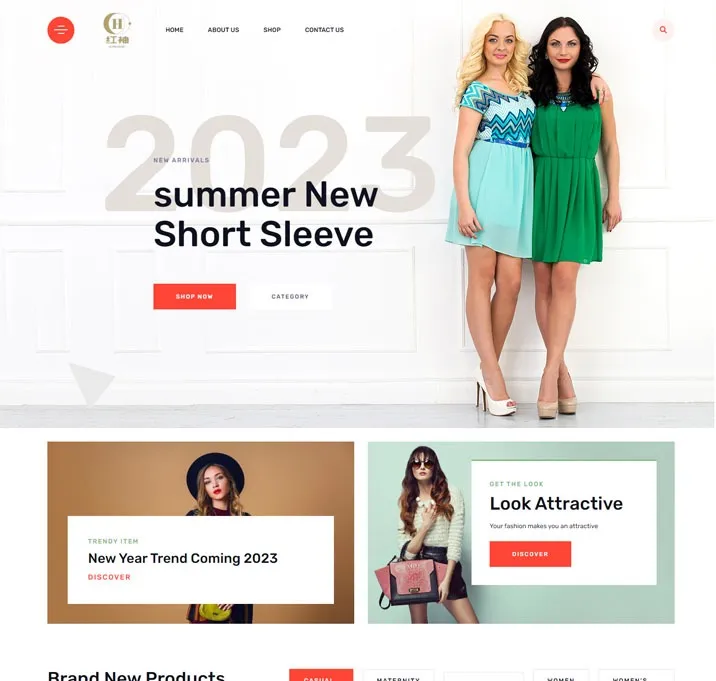 HOME
ABOUT US
SHOP
CONTACT US
H
红袖
2023
NEW ARRIVALS
summer New
Short Sleeve
SHOP NOW
CATEGORY
TRENDY ITEM
New Year Trend Coming 2023
DISCOVER
GET THE LOOK
Look Attractive
Your fashion makes you an attractive
DISCOVER
Brand New Products
CASUAL
MATERNITY
WOMEN
WOMEN'S